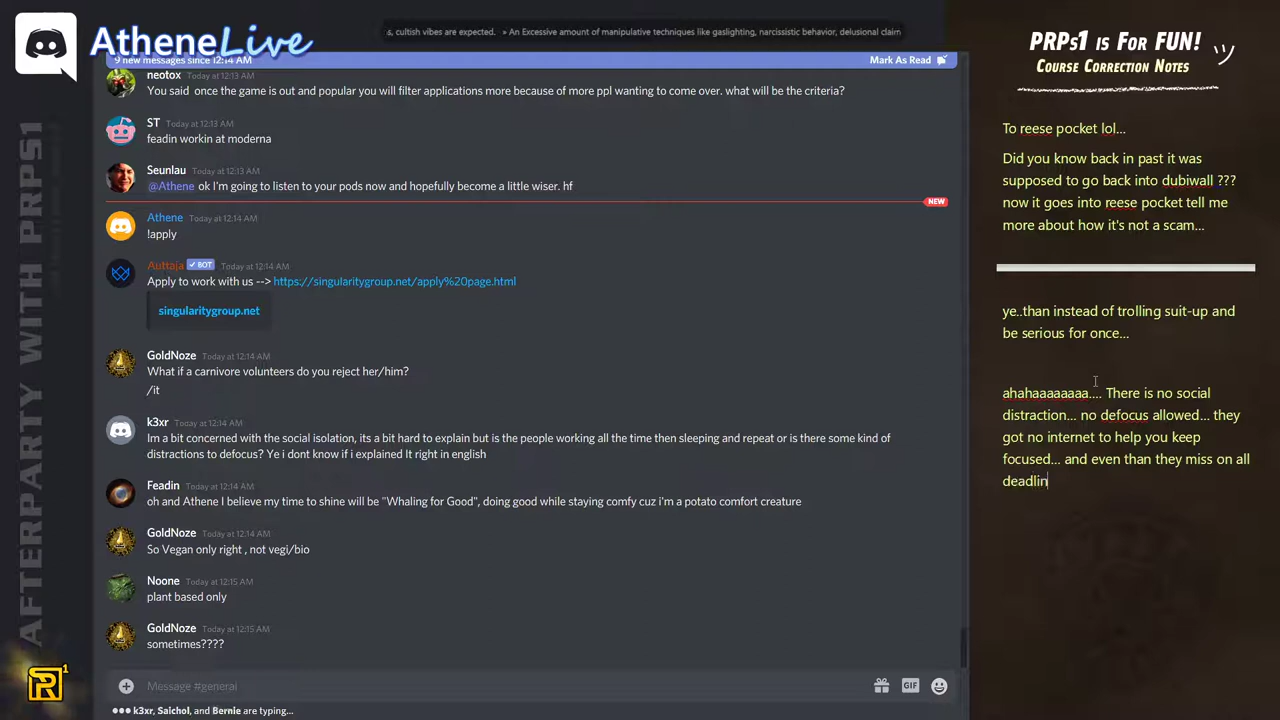 AtheneLive
s, cultish vibes are expected. » An Excessive amount of manipulative techniques like gaslighting, narcissistic behavior, delusional claim
9 new messages since 12:14 AM Mark As Read
neotox Today at 12:13 AM
You said once the game is out and popular you will filter applications more because of more ppl wanting to come over. what will be the criteria?
ST Today at 12:13 AM
feadin workin at moderna
Seunlau Today at 12:13 AM
@Athene ok I'm going to listen to your pods now and hopefully become a little wiser. hf
NEW
Athene Today at 12:14 AM
!apply
Auttaja ✓ BOT Today at 12:14 AM
Apply to work with us --> https://singularitygroup.net/apply%20page.html
singularitygroup.net
GoldNoze Today at 12:14 AM
What if a carnivore volunteers do you reject her/him?
/it
k3xr Today at 12:14 AM
Im a bit concerned with the social isolation, its a bit hard to explain but is the people working all the time then sleeping and repeat or is there some kind of
distractions to defocus? Ye i dont know if i explained It right in english
Feadin Today at 12:14 AM
oh and Athene I believe my time to shine will be "Whaling for Good", doing good while staying comfy cuz i'm a potato comfort creature
GoldNoze Today at 12:14 AM
So Vegan only right , not vegi/bio
Noone Today at 12:15 AM
plant based only
GoldNoze Today at 12:15 AM
sometimes????
Message #general
GIF
k3xr, Saichol, and Bernie are typing...
AFTERPARTY WITH PRPS1
R1
PRPs1 is For FUN! ツ
Course Correction Notes
To reese pocket lol...
Did you know back in past it was
supposed to go back into dubiwall ???
now it goes into reese pocket tell me
more about how it's not a scam...
ye..than instead of trolling suit-up and
be serious for once...
ahahaaaaaaaa.... There is no social
distraction... no defocus allowed... they
got no internet to help you keep
focused... and even than they miss on all
deadlin